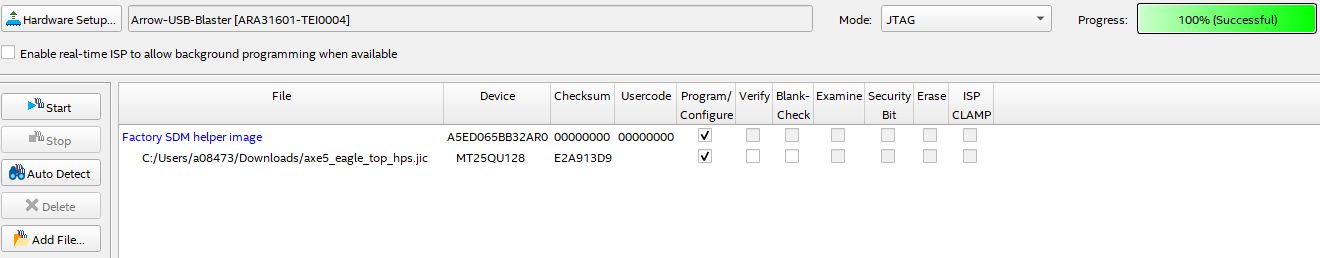 Hardware Setup... Arrow-USB-Blaster [ARA31601-TEI0004] Mode: JTAG Progress: 100% (Successful)
Enable real-time ISP to allow background programming when available
Start
Stop
Auto Detect
Delete
Add File...
File Device Checksum Usercode Program/ Configure Verify Blank- Check Examine Security Bit Erase ISP CLAMP
Factory SDM helper image A5ED065BB32AR0 00000000 00000000
C:/Users/a08473/Downloads/axe5_eagle_top_hps.jic MT25QU128 E2A913D9